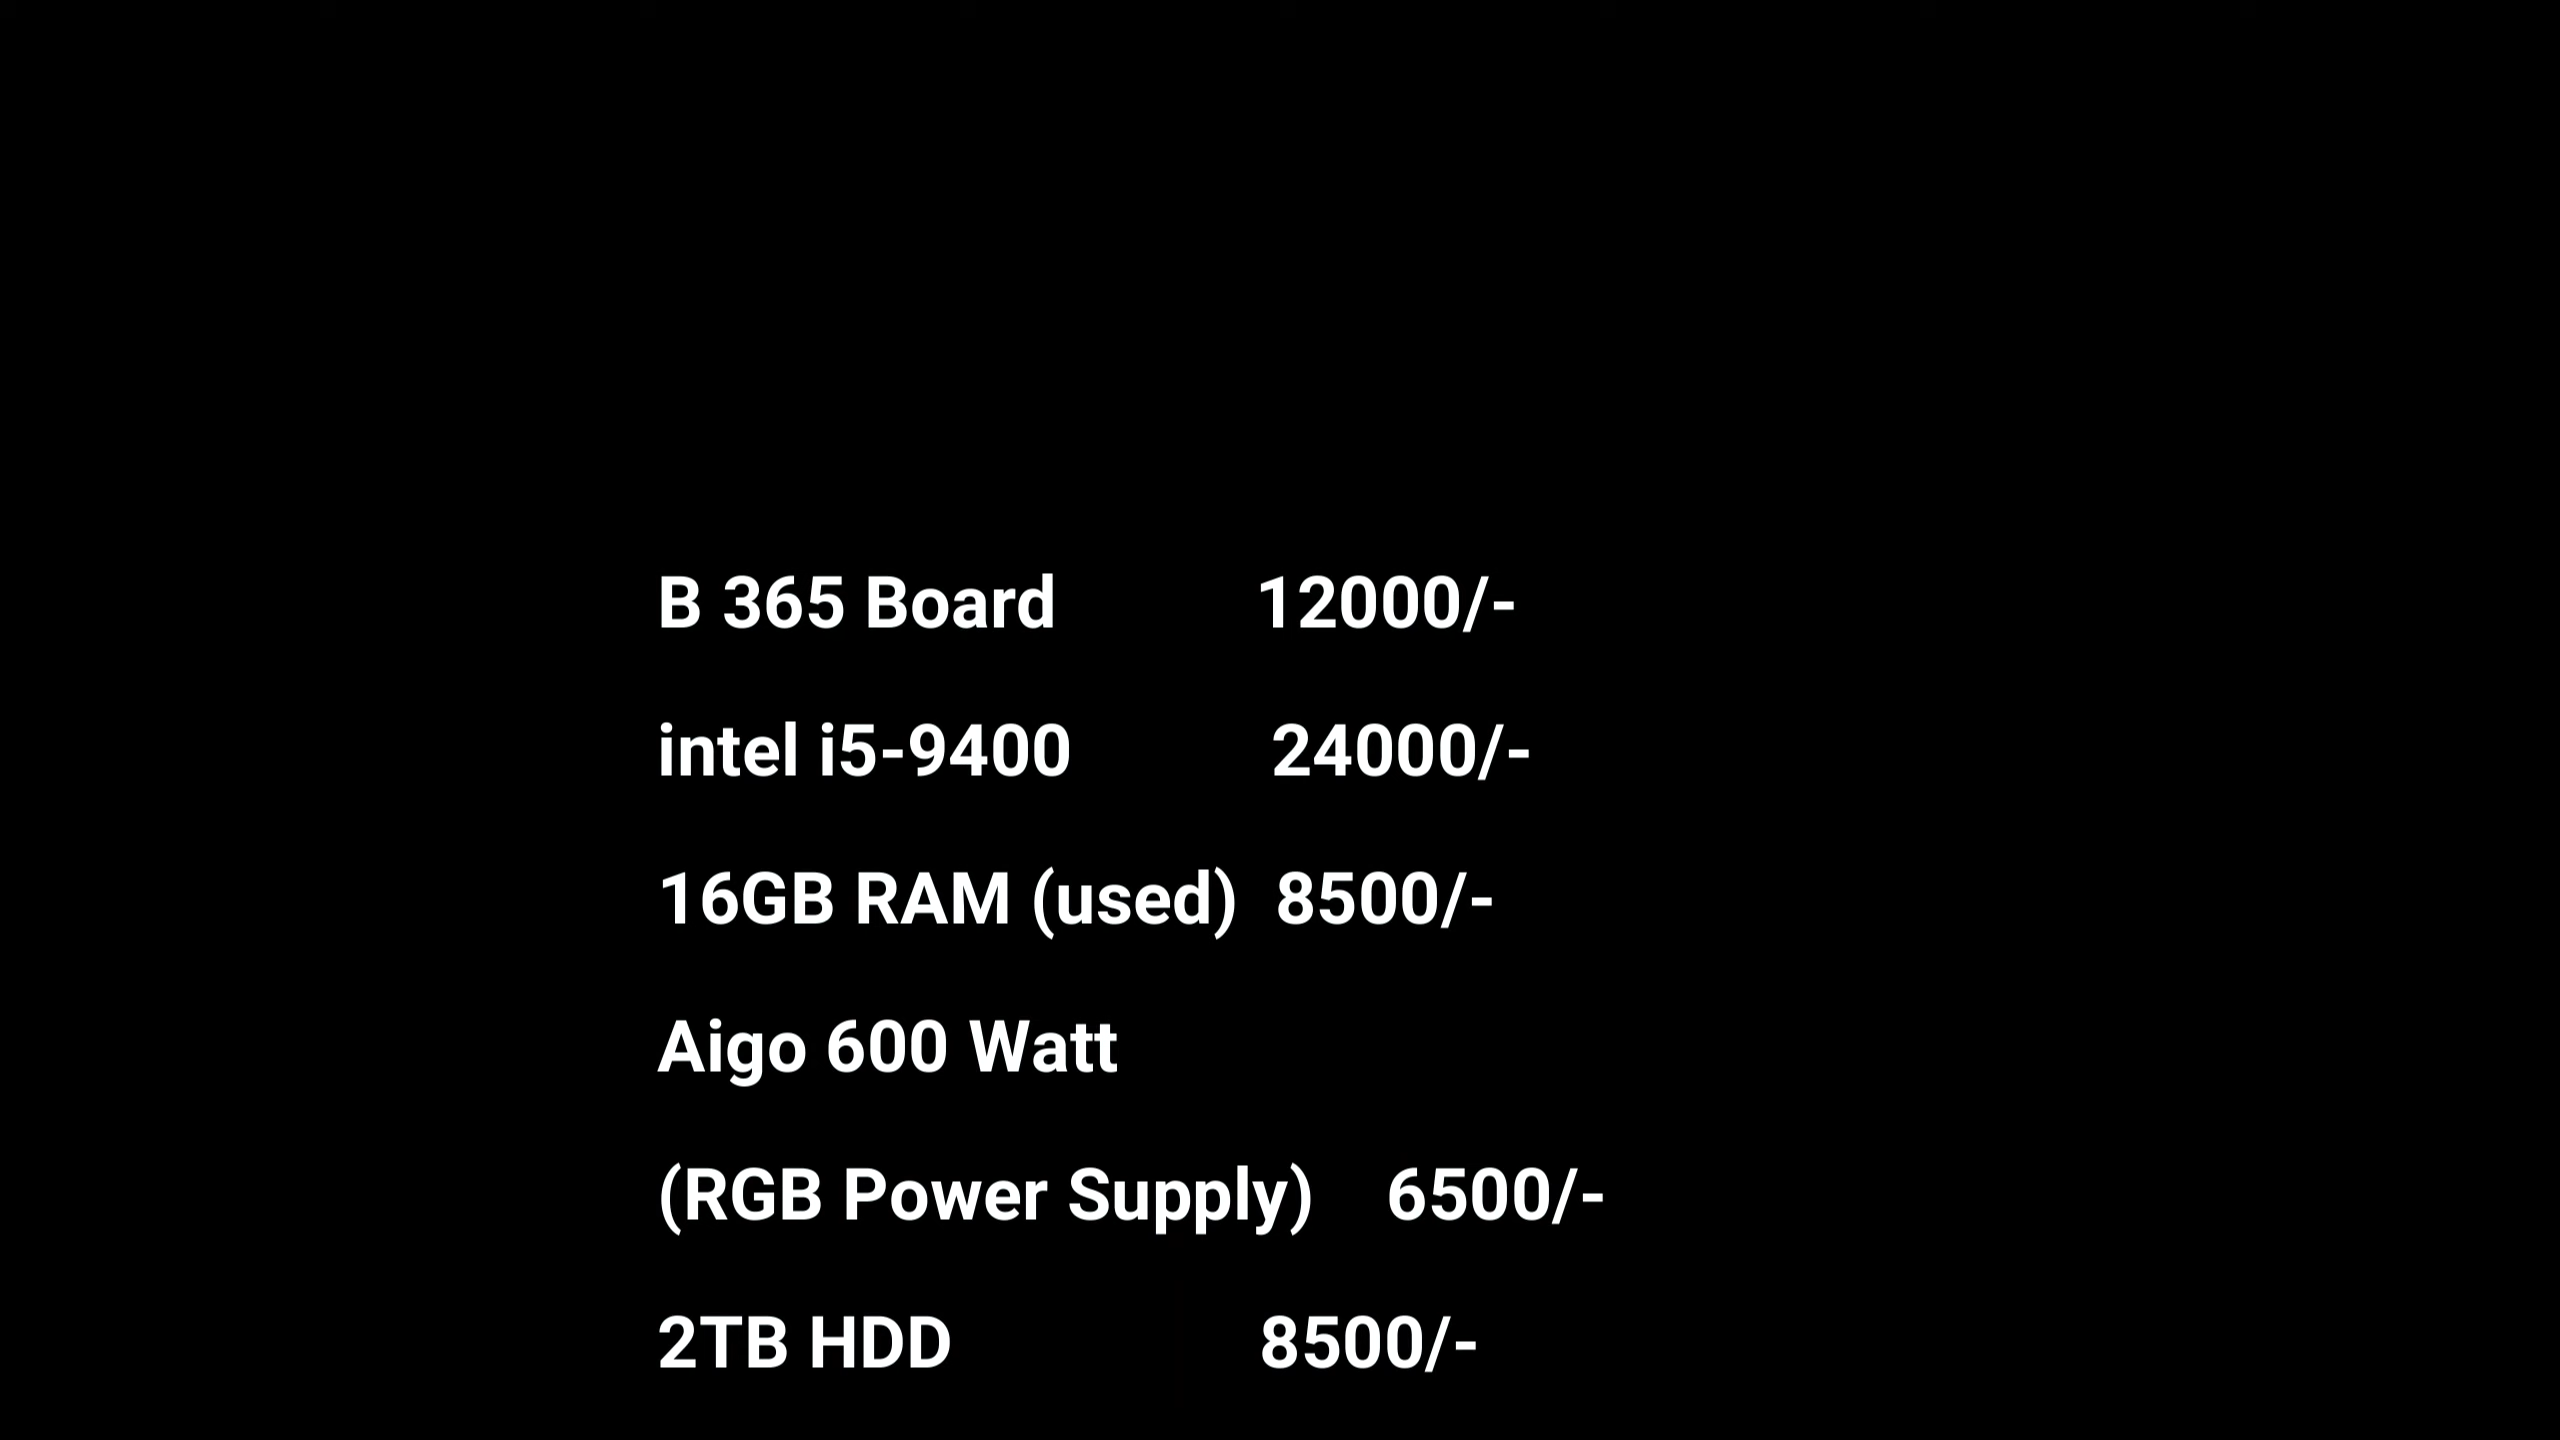 B 365 Board 12000/-
intel i5-9400 24000/-
16GB RAM (used) 8500/-
Aigo 600 Watt
(RGB Power Supply) 6500/-
2TB HDD 8500/-